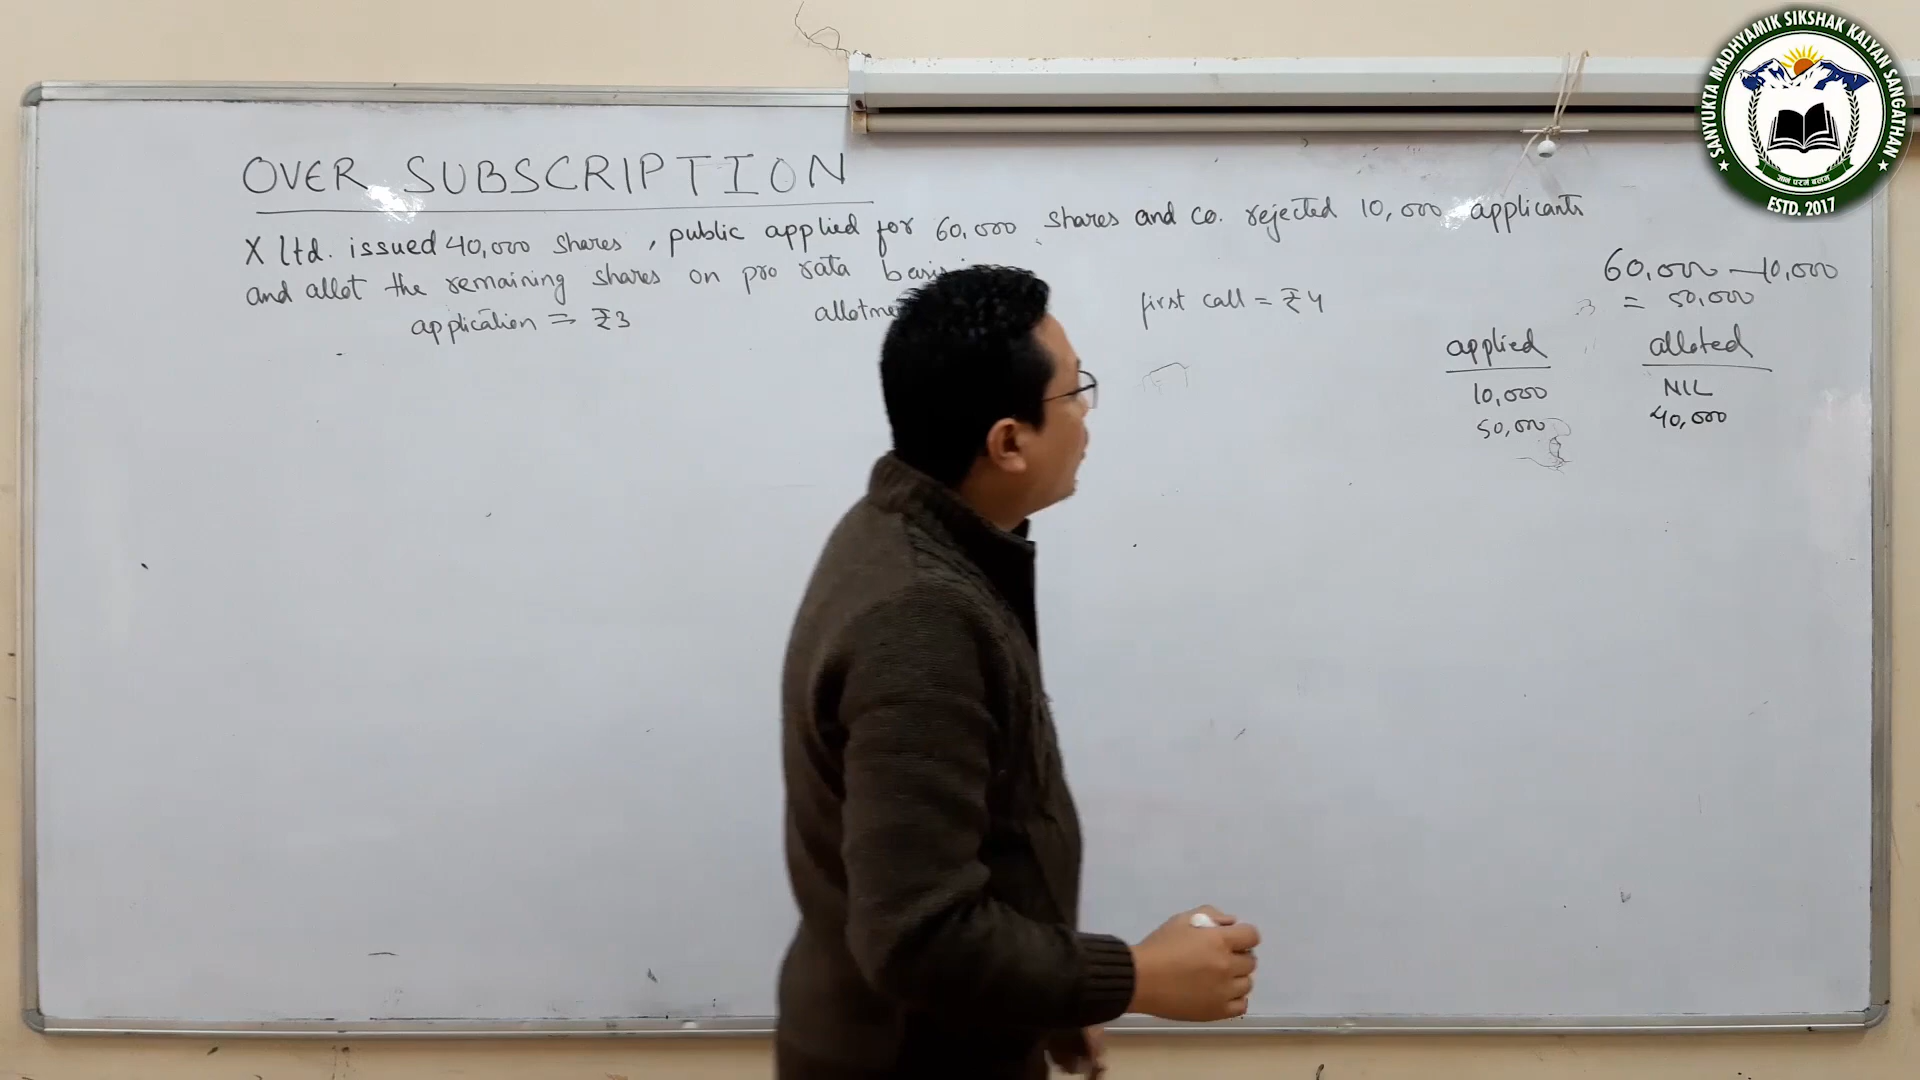 OVER SUBSCRIPTION
X ltd. issued 40,000 shares, public applied for 60,000 shares and co. rejected 10,000 applicants
and allot the remaining shares on pro rata
application = ₹3
first call = ₹4
60,000 - 10,000
= 50,000
applied alloted
10,000 NIL
50,000 40,000
SANYUKTA MADHYAMIK SIKSHAK KALYAN SANGATHAN
ESTD. 2017